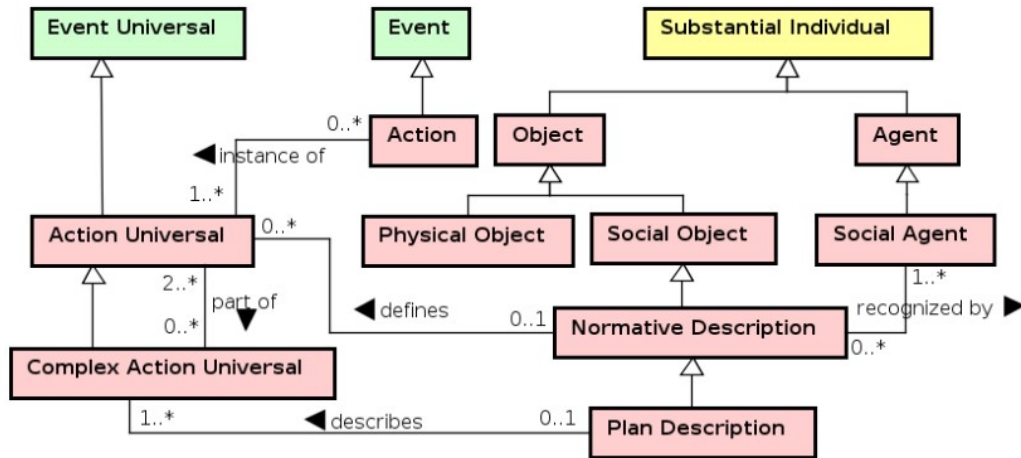 Event Universal
Event
Substantial Individual
0..*
Action
Object
Agent
instance of
1..*
Action Universal
0..*
Physical Object
Social Object
Social Agent
2..*
1..*
part of
defines
0..1
Normative Description
recognized by
0..*
0..*
Complex Action Universal
1..*
describes
0..1
Plan Description